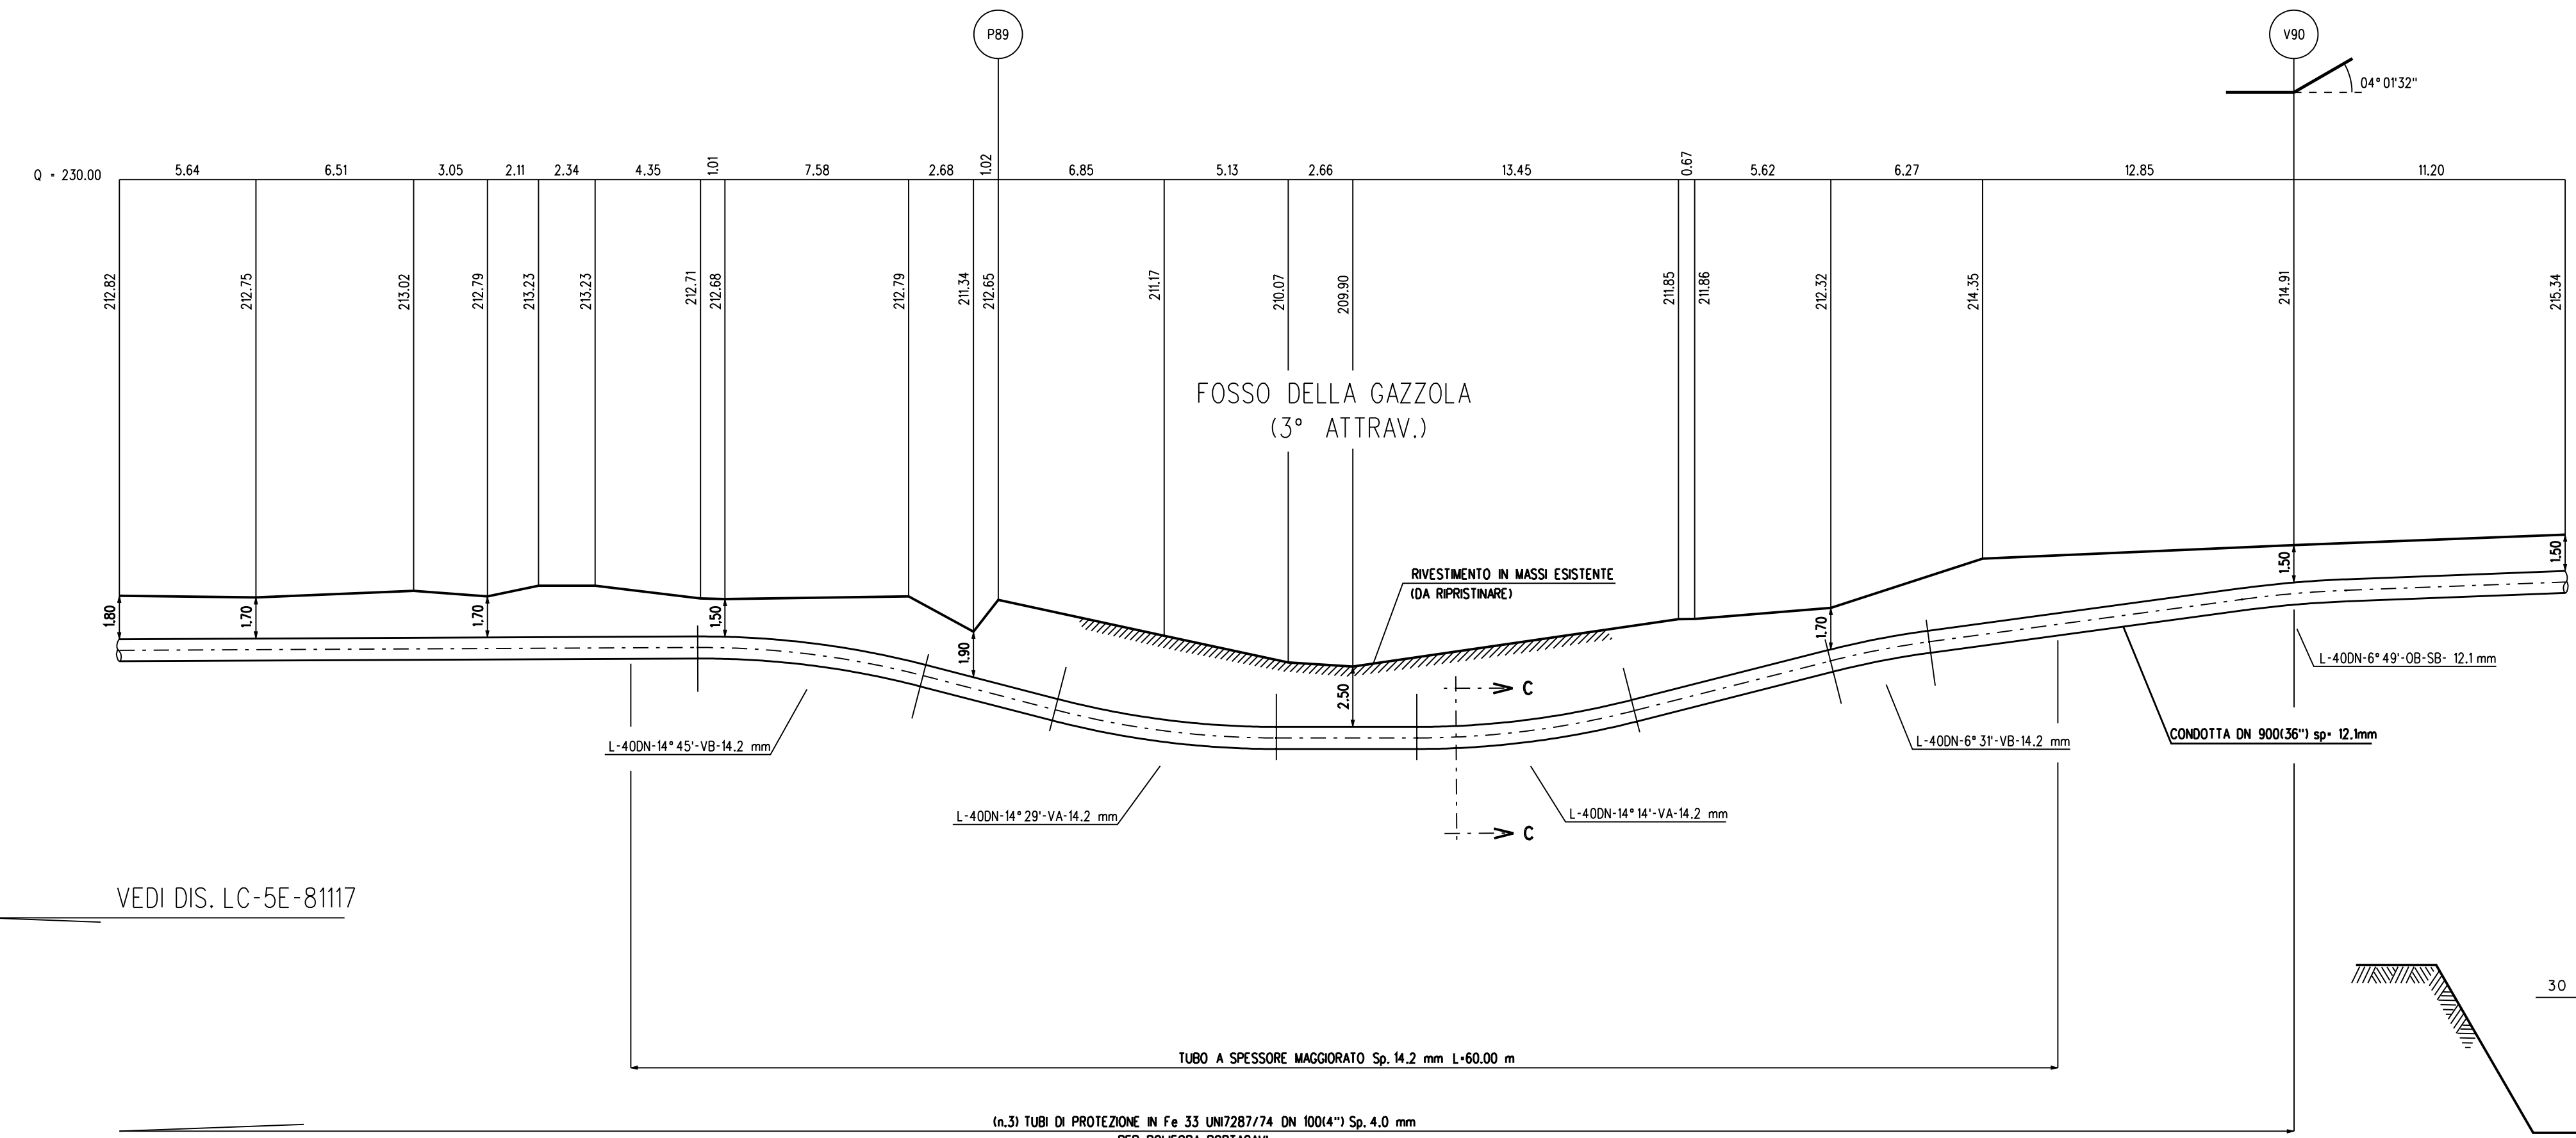 P89
V90
04° 01'32"
Q = 230.00
5.64 6.51 3.05 2.11 2.34 4.35 1.01 7.58 2.68 1.02 6.85 5.13 2.66 13.45 0.67 5.62 6.27 12.85 11.20
212.82 212.75 213.02 212.79 213.23 213.23 212.71 212.68 212.79 211.34 212.65 211.17 210.07 209.90 211.85 211.86 212.32 214.35 214.91 215.34
FOSSO DELLA GAZZOLA
(3° ATTRAV.)
RIVESTIMENTO IN MASSI ESISTENTE
(DA RIPRISTINARE)
1.80 1.70 1.70 1.50 1.90 2.50 1.70 1.50 1.50
L-40DN-6° 49'-OB-SB- 12.1 mm
C
L-40DN-14° 45'-VB-14.2 mm
L-40DN-6° 31'-VB-14.2 mm
CONDOTTA DN 900(36") sp= 12.1mm
L-40DN-14° 29'-VA-14.2 mm
L-40DN-14° 14'-VA-14.2 mm
C
VEDI DIS. LC-5E-81117
30
TUBO A SPESSORE MAGGIORATO Sp. 14.2 mm L=60.00 m
(n.3) TUBI DI PROTEZIONE IN Fe 33 UNI7287/74 DN 100(4") Sp. 4.0 mm
PER POLIFORA PORTACAVI